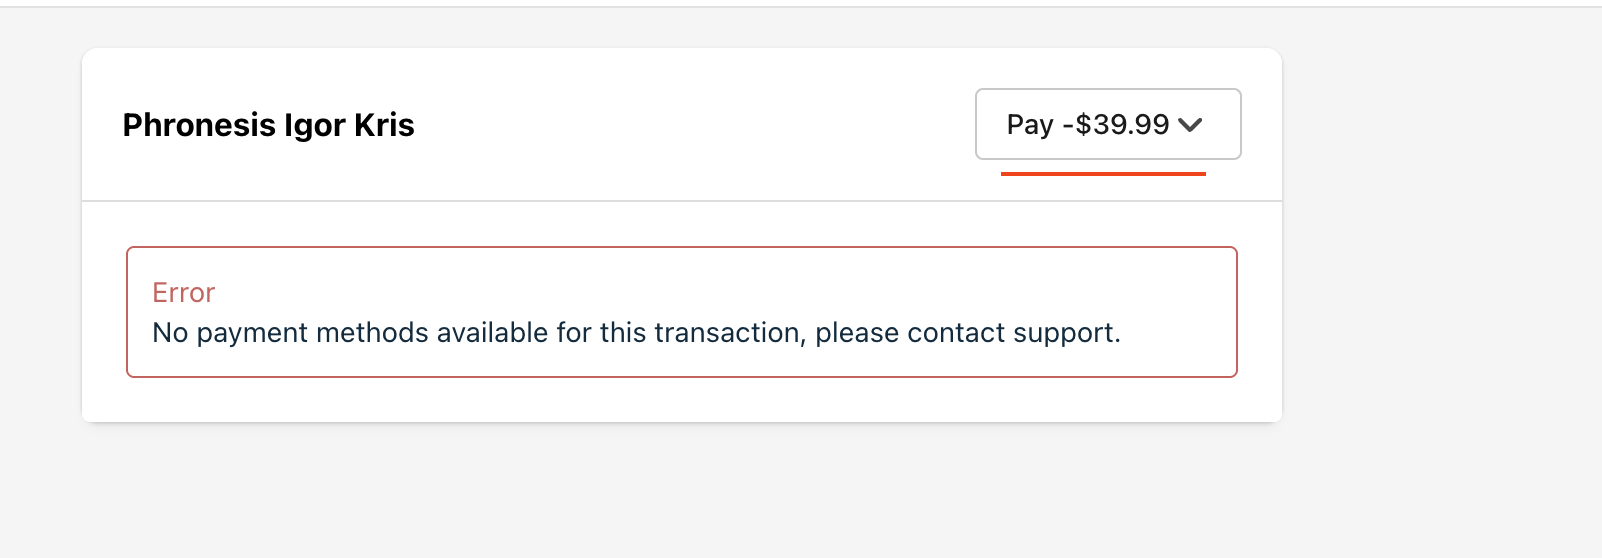 Phronesis Igor Kris
Pay -$39.99
Error
No payment methods available for this transaction, please contact support.